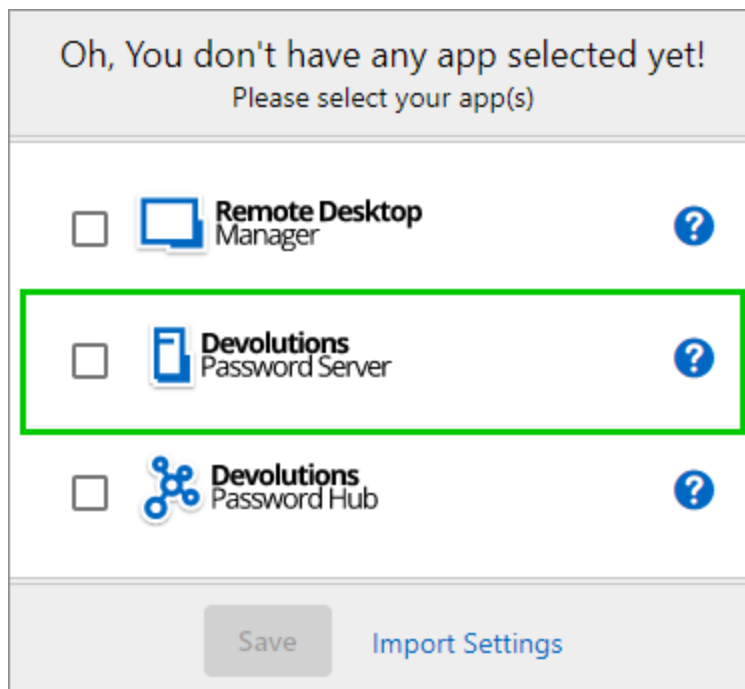 Oh, You don't have any app selected yet!
Please select your app(s)
Remote Desktop
Manager
?
Devolutions
Password Server
?
Devolutions
Password Hub
?
Save
Import Settings